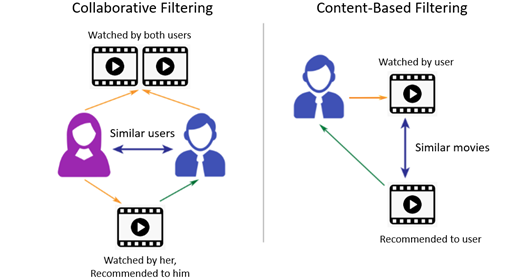 Collaborative Filtering
Watched by both users
Similar users
Watched by her,
Recommended to him
Content-Based Filtering
Watched by user
Similar movies
Recommended to user